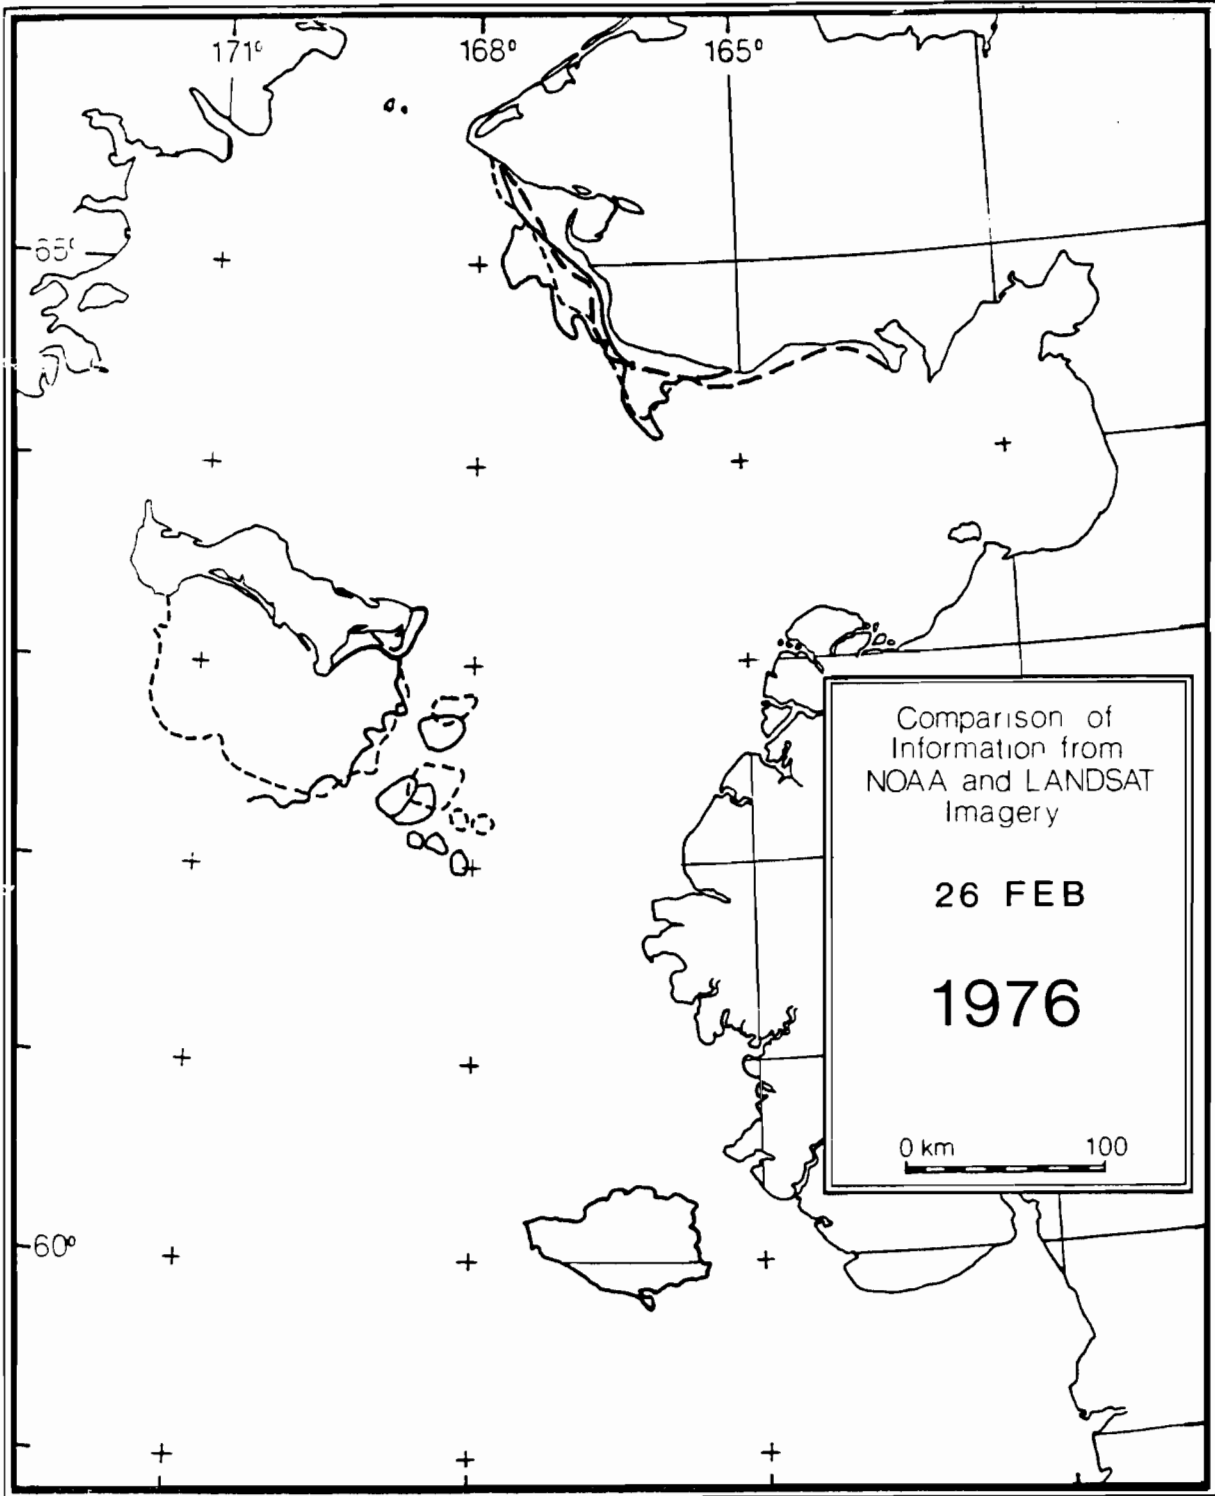 171° 168° 165°
65°
Comparison of
Information from
NOAA and LANDSAT
Imagery
26 FEB
1976
0 km 100
60°